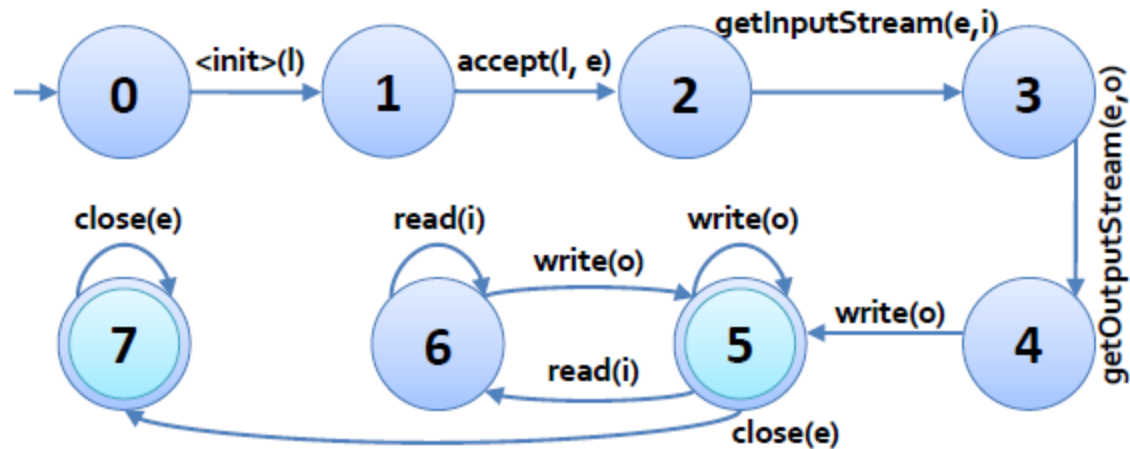 getInputStream(e,i)
<init>(l)
accept(l, e)
0
1
2
3
getOutputStream(e,o)
close(e)
read(i)
write(o)
write(o)
write(o)
7
6
5
4
read(i)
close(e)